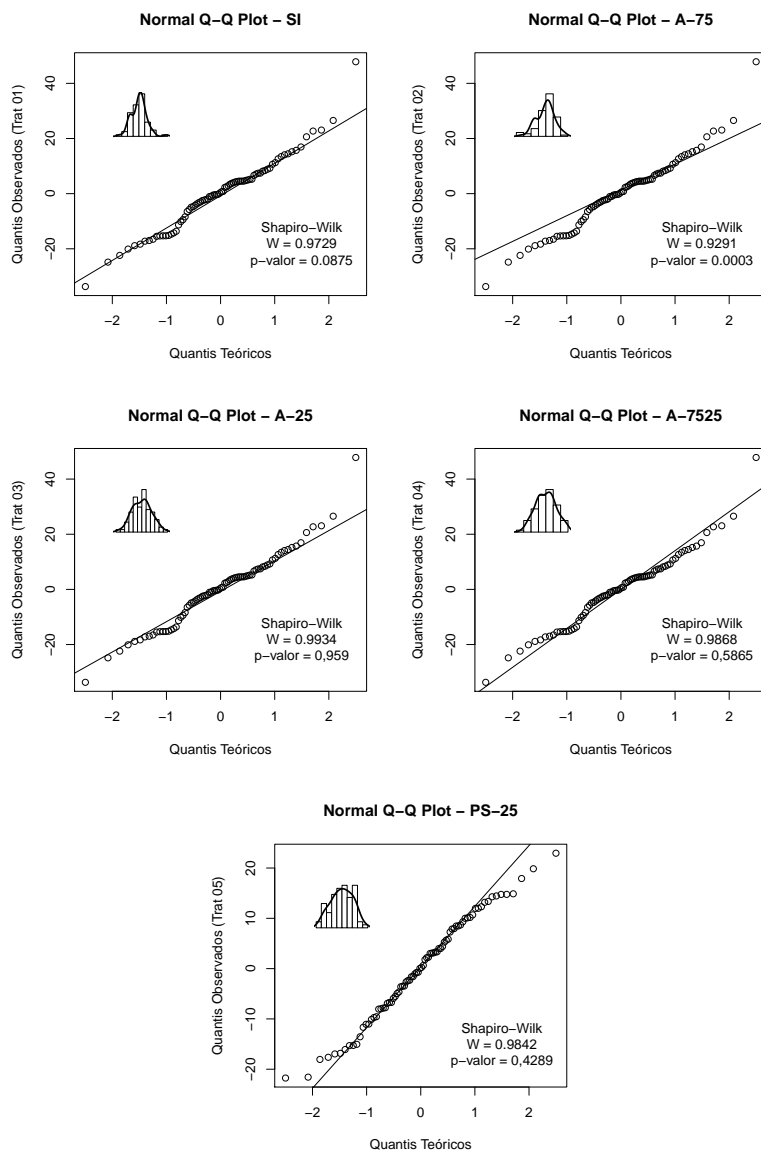 Normal Q−Q Plot − SI
Quantis Observados (Trat 01)
40
20
0
−20
Shapiro−Wilk
W = 0.9729
p−valor = 0.0875
−2 −1 0 1 2
Quantis Teóricos
Normal Q−Q Plot − A−75
Quantis Observados (Trat 02)
40
20
0
−20
Shapiro−Wilk
W = 0.9291
p−valor = 0.0003
−2 −1 0 1 2
Quantis Teóricos
Normal Q−Q Plot − A−25
Quantis Observados (Trat 03)
40
20
0
−20
Shapiro−Wilk
W = 0.9934
p−valor = 0,959
−2 −1 0 1 2
Quantis Teóricos
Normal Q−Q Plot − A−7525
Quantis Observados (Trat 04)
40
20
0
−20
Shapiro−Wilk
W = 0.9868
p−valor = 0,5865
−2 −1 0 1 2
Quantis Teóricos
Normal Q−Q Plot − PS−25
Quantis Observados (Trat 05)
20
10
0
−10
−20
Shapiro−Wilk
W = 0.9842
p−valor = 0,4289
−2 −1 0 1 2
Quantis Teóricos